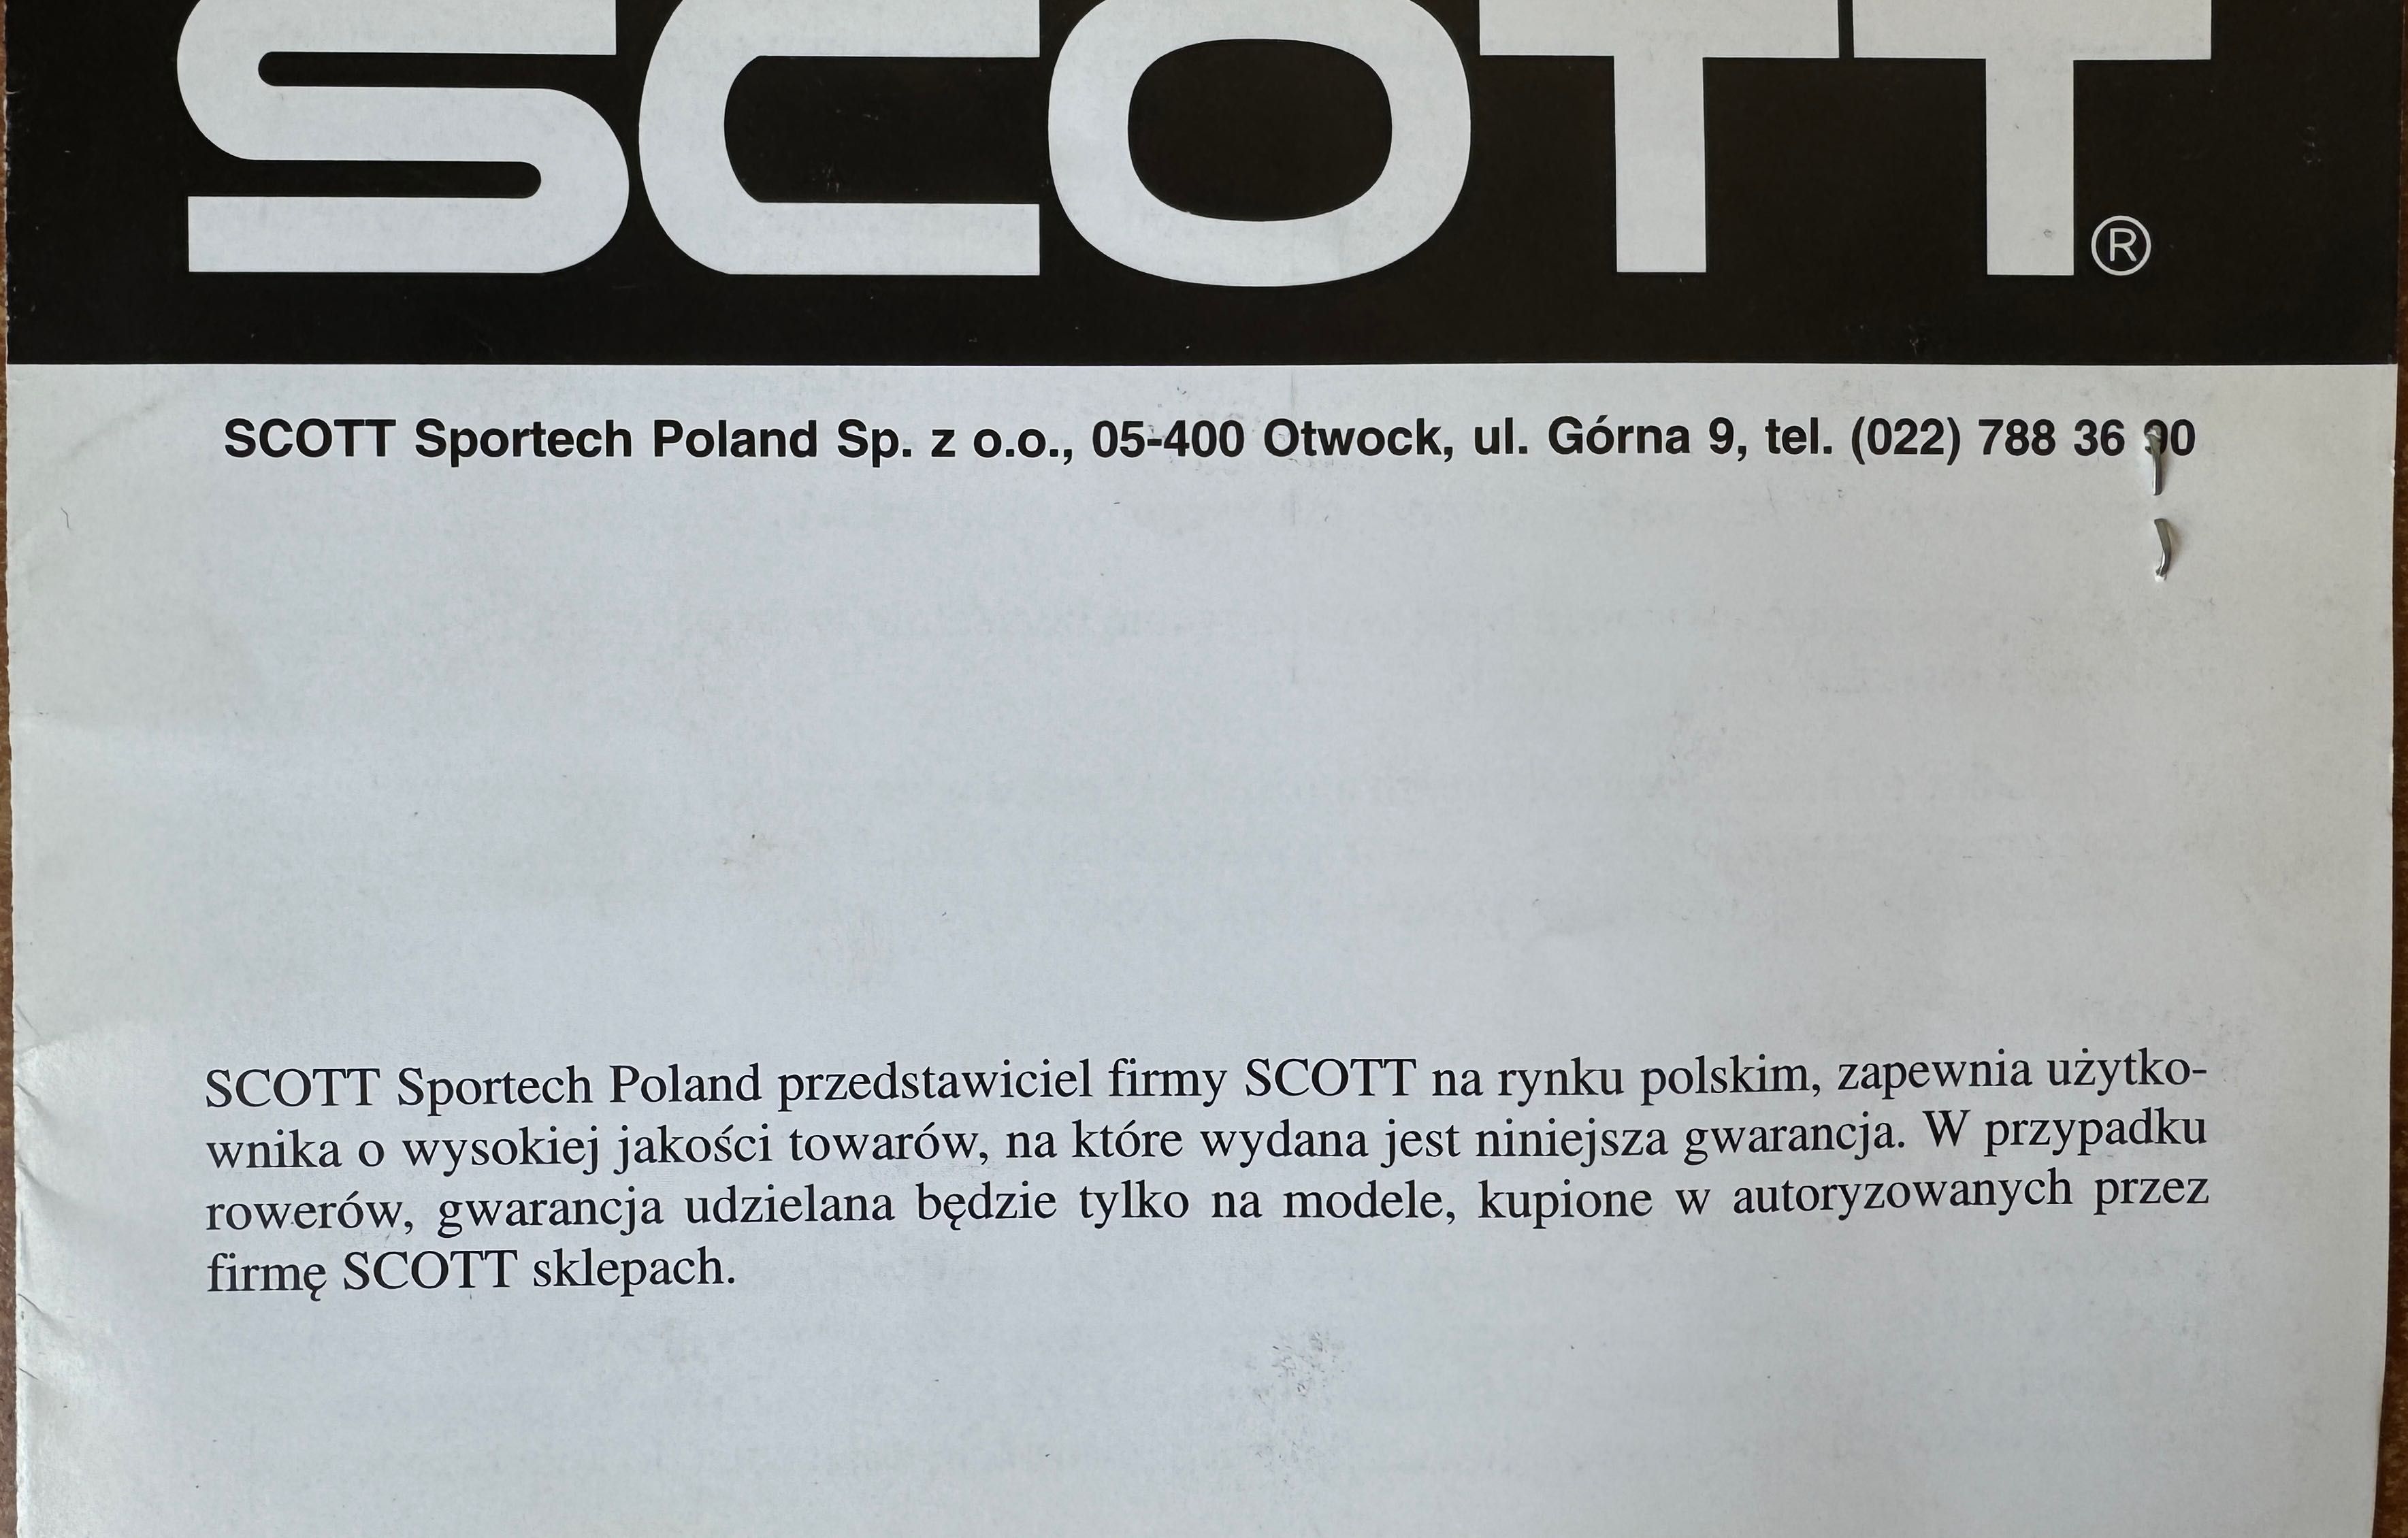 SCOTT®
SCOTT Sportech Poland Sp. z o.o., 05-400 Otwock, ul. Górna 9, tel. (022) 788 36 90
SCOTT Sportech Poland przedstawiciel firmy SCOTT na rynku polskim, zapewnia użytko-
wnika o wysokiej jakości towarów, na które wydana jest niniejsza gwarancja. W przypadku
rowerów, gwarancja udzielana będzie tylko na modele, kupione w autoryzowanych przez
firmę SCOTT sklepach.